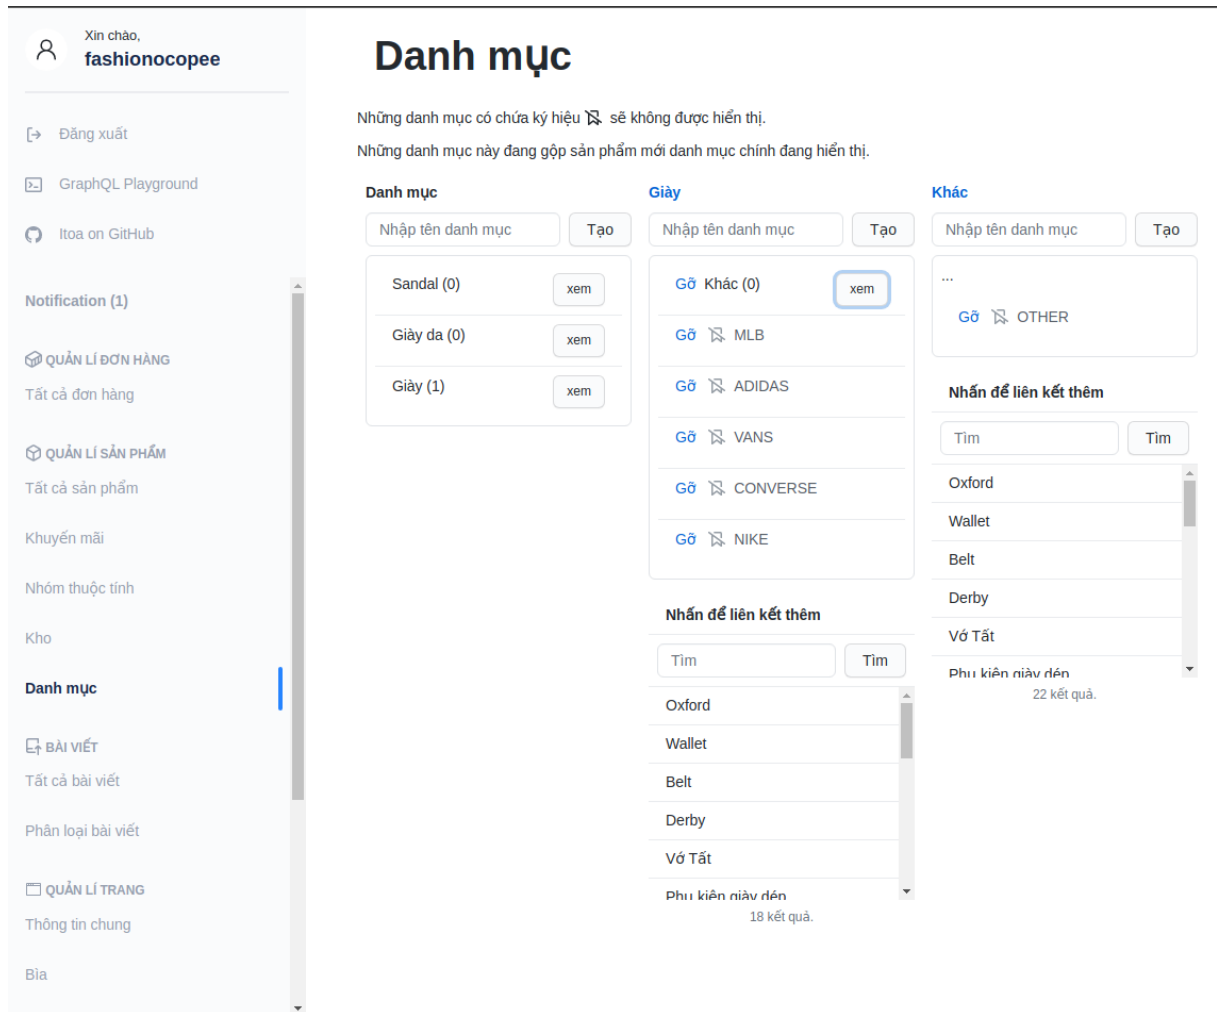 Xin chào,
fashionocopee
Đăng xuất
GraphQL Playground
Itoa on GitHub
Notification (1)
QUẢN LÍ ĐƠN HÀNG
Tất cả đơn hàng
QUẢN LÍ SẢN PHẨM
Tất cả sản phẩm
Khuyến mãi
Nhóm thuộc tính
Kho
Danh mục
BÀI VIẾT
Tất cả bài viết
Phân loại bài viết
QUẢN LÍ TRANG
Thông tin chung
Bìa
Danh mục
Những danh mục có chứa ký hiệu sẽ không được hiển thị.
Những danh mục này đang gộp sản phẩm mới danh mục chính đang hiển thị.
Danh mục
Nhập tên danh mục Tạo
Sandal (0) xem
Giày da (0) xem
Giày (1) xem
Giày
Nhập tên danh mục Tạo
Gỡ Khác (0) xem
Gỡ MLB
Gỡ ADIDAS
Gỡ VANS
Gỡ CONVERSE
Gỡ NIKE
Nhấn để liên kết thêm
Tìm Tìm
Oxford
Wallet
Belt
Derby
Vớ Tất
Phụ kiện giày dép
18 kết quả.
Khác
Nhập tên danh mục Tạo
...
Gỡ OTHER
Nhấn để liên kết thêm
Tìm Tìm
Oxford
Wallet
Belt
Derby
Vớ Tất
Phụ kiện giày dép
22 kết quả.